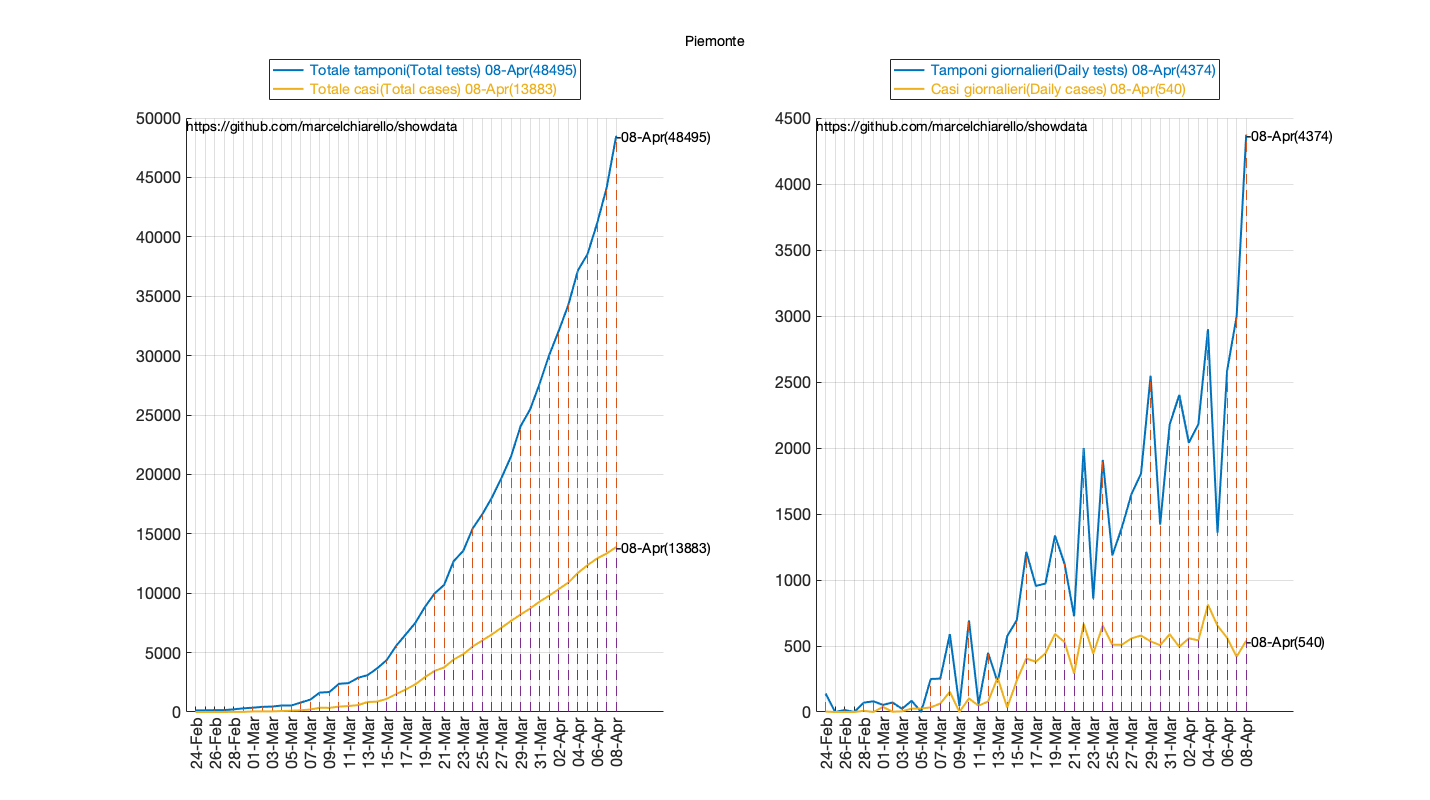 Piemonte
Totale tamponi(Total tests) 08-Apr(48495)
Totale casi(Total cases) 08-Apr(13883)
https://github.com/marcelchiarello/showdata
50000
45000
40000
35000
30000
25000
20000
15000
10000
5000
0
08-Apr(48495)
08-Apr(13883)
24-Feb
26-Feb
28-Feb
01-Mar
03-Mar
05-Mar
07-Mar
09-Mar
11-Mar
13-Mar
15-Mar
17-Mar
19-Mar
21-Mar
23-Mar
25-Mar
27-Mar
29-Mar
31-Mar
02-Apr
04-Apr
06-Apr
08-Apr
Tamponi giornalieri(Daily tests) 08-Apr(4374)
Casi giornalieri(Daily cases) 08-Apr(540)
https://github.com/marcelchiarello/showdata
4500
4000
3500
3000
2500
2000
1500
1000
500
0
08-Apr(4374)
08-Apr(540)
24-Feb
26-Feb
28-Feb
01-Mar
03-Mar
05-Mar
07-Mar
09-Mar
11-Mar
13-Mar
15-Mar
17-Mar
19-Mar
21-Mar
23-Mar
25-Mar
27-Mar
29-Mar
31-Mar
02-Apr
04-Apr
06-Apr
08-Apr